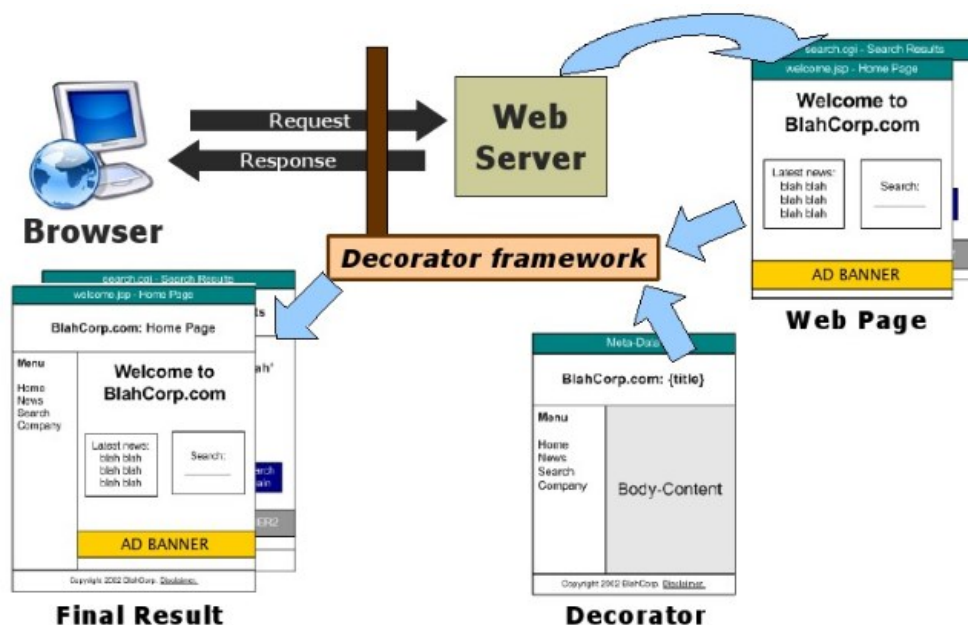 search.cgi - Search Results
welcome.jsp - Home Page
Welcome to
BlahCorp.com
Latest news:
blah blah
blah blah
blah blah
blah blah
Search:
AD BANNER
Web Page
Request
Response
Web
Server
Browser
Decorator framework
search.cgi - Search Results
welcome.jsp - Home Page
BlahCorp.com: Home Page
Menu
Home
News
Search
Company
Welcome to
BlahCorp.com
Latest news:
blah blah
blah blah
blah blah
Search:
AD BANNER
Copyright 2002 BlahCorp. Disclaimer.
Final Result
Meta-Data
BlahCorp.com: {title}
Menu
Home
News
Search
Company
Body-Content
Copyright 2002 BlahCorp. Disclaimer.
Decorator